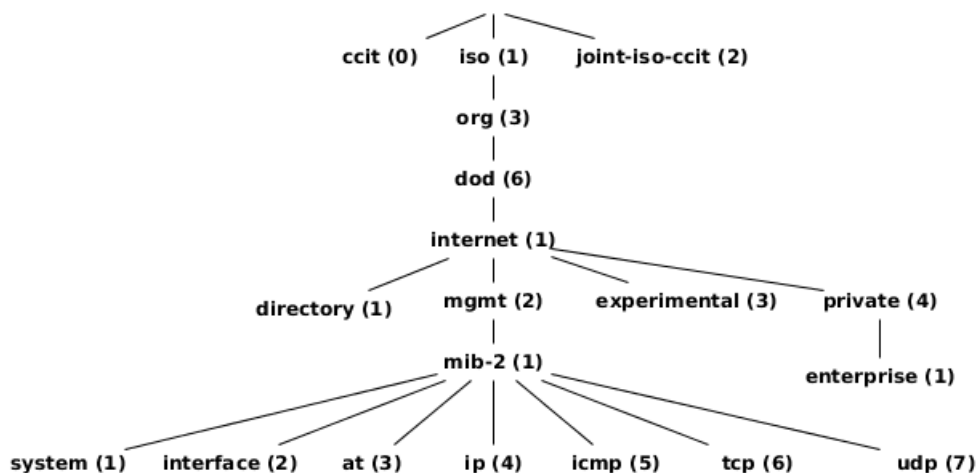 ccit (0) iso (1) joint-iso-ccit (2)
org (3)
dod (6)
internet (1)
directory (1) mgmt (2) experimental (3) private (4)
mib-2 (1)
enterprise (1)
system (1) interface (2) at (3) ip (4) icmp (5) tcp (6) udp (7)